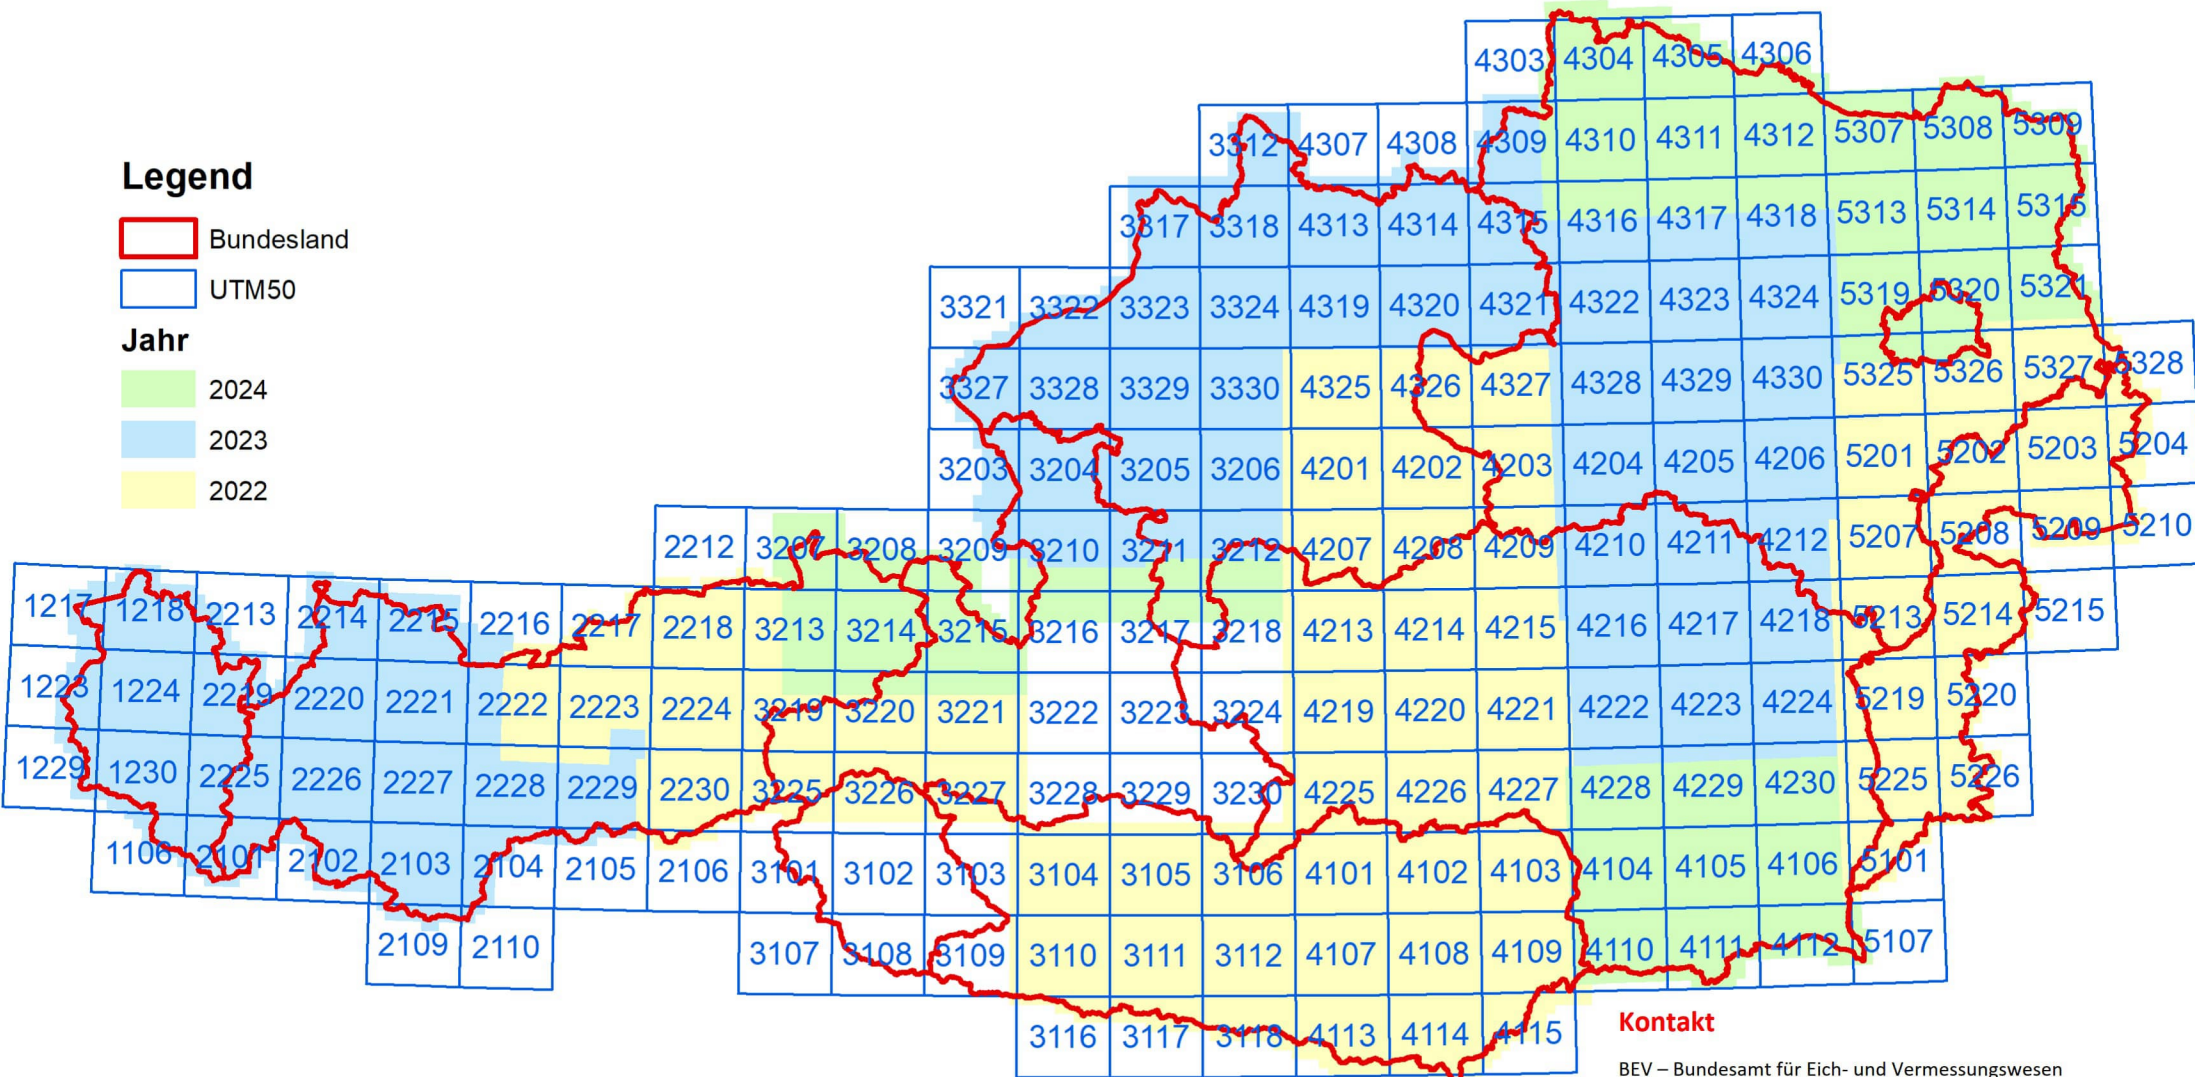 Legend
Bundesland
UTM50
Jahr
2024
2023
2022
4303 4304 4305 4306
3312 4307 4308 4309 4310 4311 4312 5307 5308 5309
3317 3318 4313 4314 4315 4316 4317 4318 5313 5314 5315
3321 3322 3323 3324 4319 4320 4321 4322 4323 4324 5319 5320 5321
3327 3328 3329 3330 4325 4326 4327 4328 4329 4330 5325 5326 5327 5328
3203 3204 3205 3206 4201 4202 4203 4204 4205 4206 5201 5202 5203 5204
2212 3207 3208 3209 3210 3211 3212 4207 4208 4209 4210 4211 4212 5207 5208 5209 5210
1217 1218 2213 2214 2215 2216 2217 2218 3213 3214 3215 3216 3217 3218 4213 4214 4215 4216 4217 4218 5213 5214 5215
1223 1224 2219 2220 2221 2222 2223 2224 3219 3220 3221 3222 3223 3224 4219 4220 4221 4222 4223 4224 5219 5220
1229 1230 2225 2226 2227 2228 2229 2230 3225 3226 3227 3228 3229 3230 4225 4226 4227 4228 4229 4230 5225 5226
1106 2101 2102 2103 2104 2105 2106 3101 3102 3103 3104 3105 3106 4101 4102 4103 4104 4105 4106 5101
2109 2110 3107 3108 3109 3110 3111 3112 4107 4108 4109 4110 4111 4112 5107
3116 3117 3118 4113 4114 4115
Kontakt
BEV – Bundesamt für Eich- und Vermessungswesen